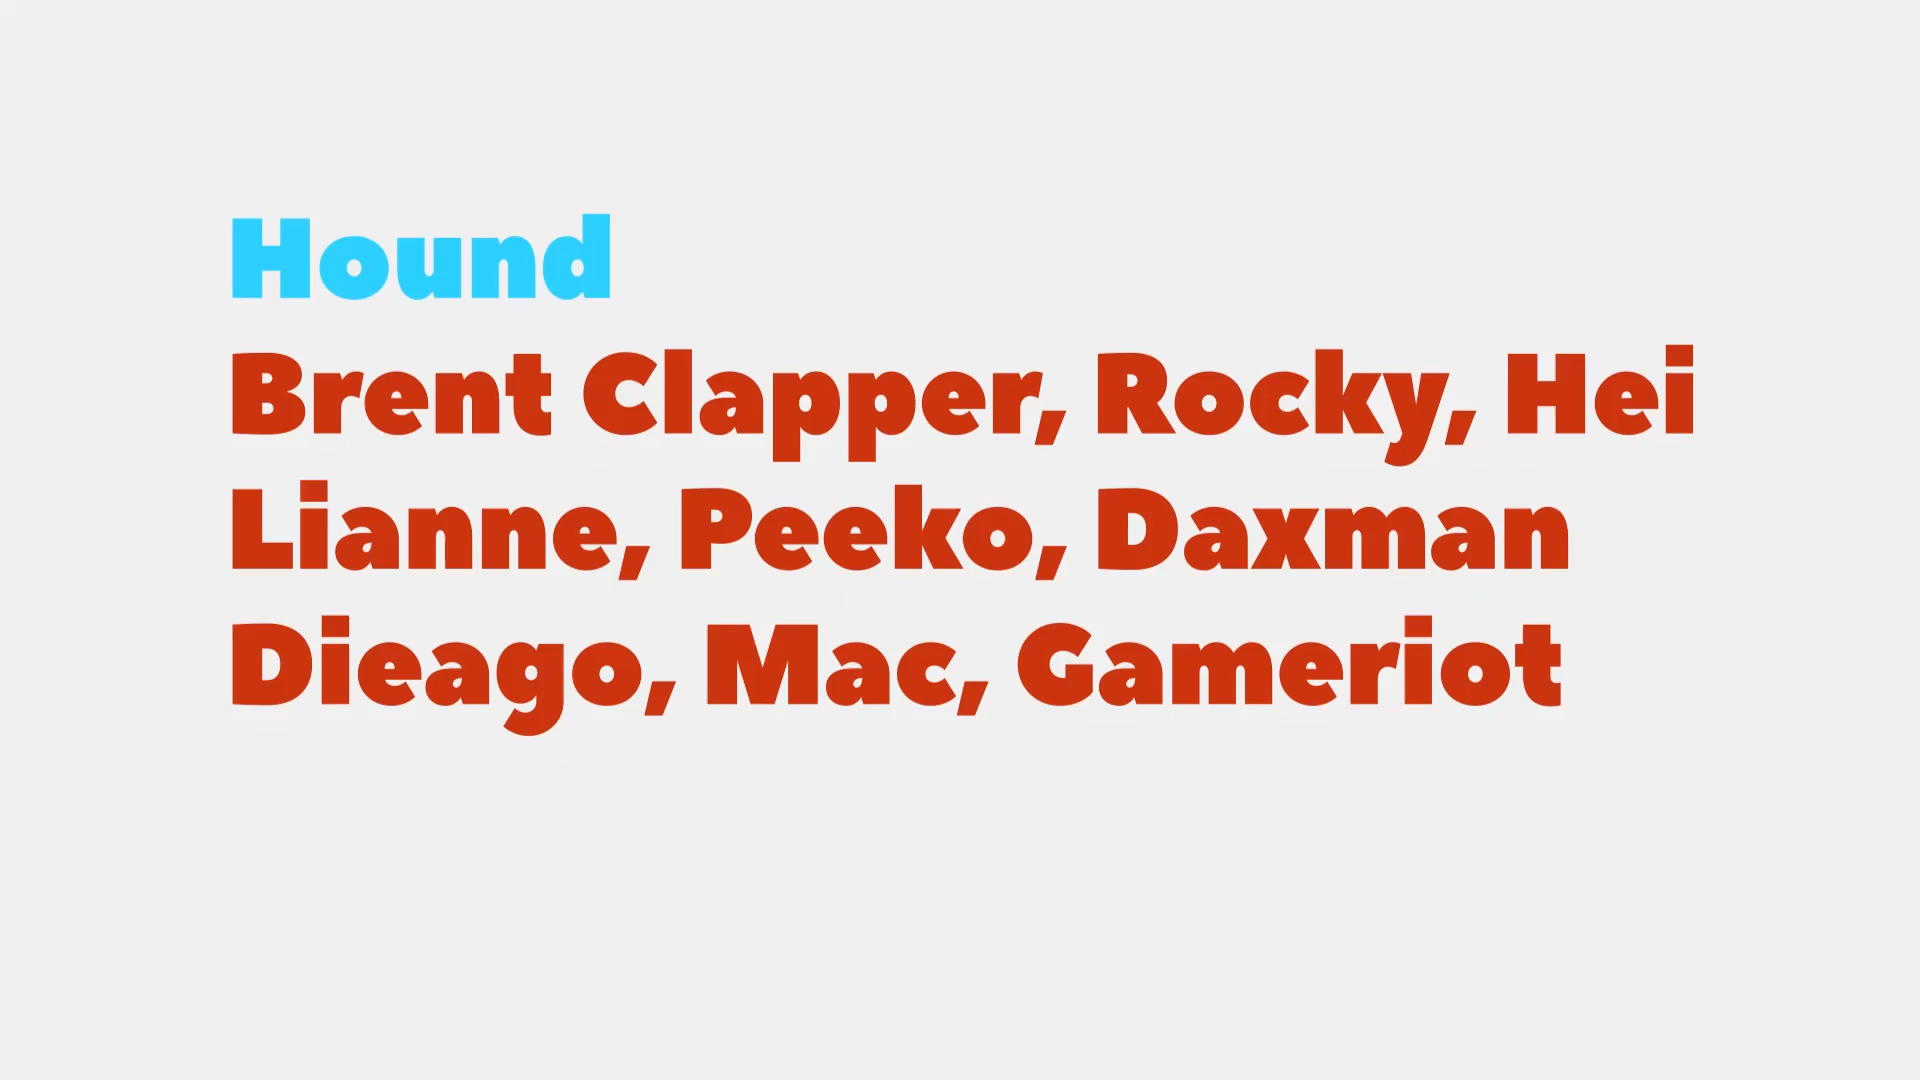 Hound
Brent Clapper, Rocky, Hei
Lianne, Peeko, Daxman
Dieago, Mac, Gameriot